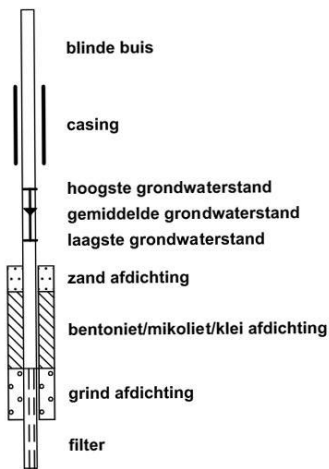 blinde buis
casing
hoogste grondwaterstand
gemiddelde grondwaterstand
laagste grondwaterstand
zand afdichting
bentoniet/mikoliet/klei afdichting
grind afdichting
filter